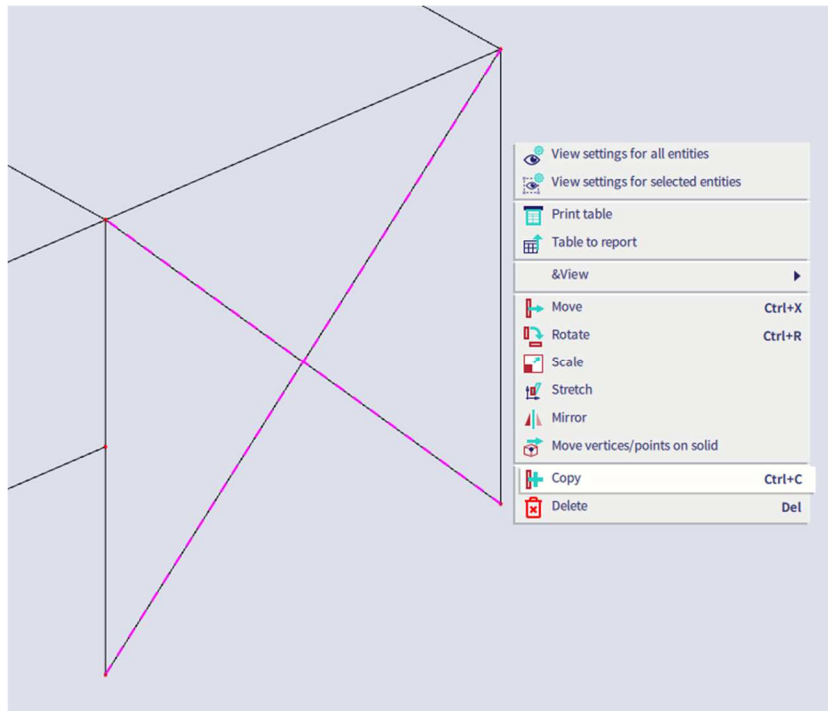 View settings for all entities
View settings for selected entities
Print table
Table to report
&View
Move Ctrl+X
Rotate Ctrl+R
Scale
Stretch
Mirror
Move vertices/points on solid
Copy Ctrl+C
Delete Del